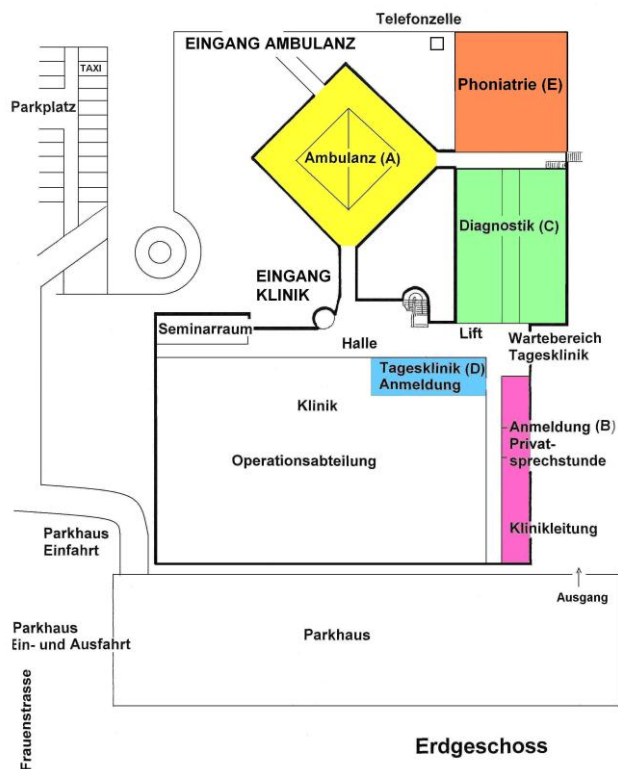 Telefonzelle
EINGANG AMBULANZ
TAXI
Parkplatz
Phoniatrie (E)
Ambulanz (A)
Diagnostik (C)
EINGANG
KLINIK
Seminarraum
Halle
Lift
Wartebereich
Tagesklinik
Tagesklinik (D)
Anmeldung
Klinik
Operationsabteilung
Anmeldung (B)
Privat-
sprechstunde
Klinikleitung
Parkhaus
Einfahrt
Ausgang
Parkhaus
Ein- und Ausfahrt
Parkhaus
Frauenstrasse
Erdgeschoss